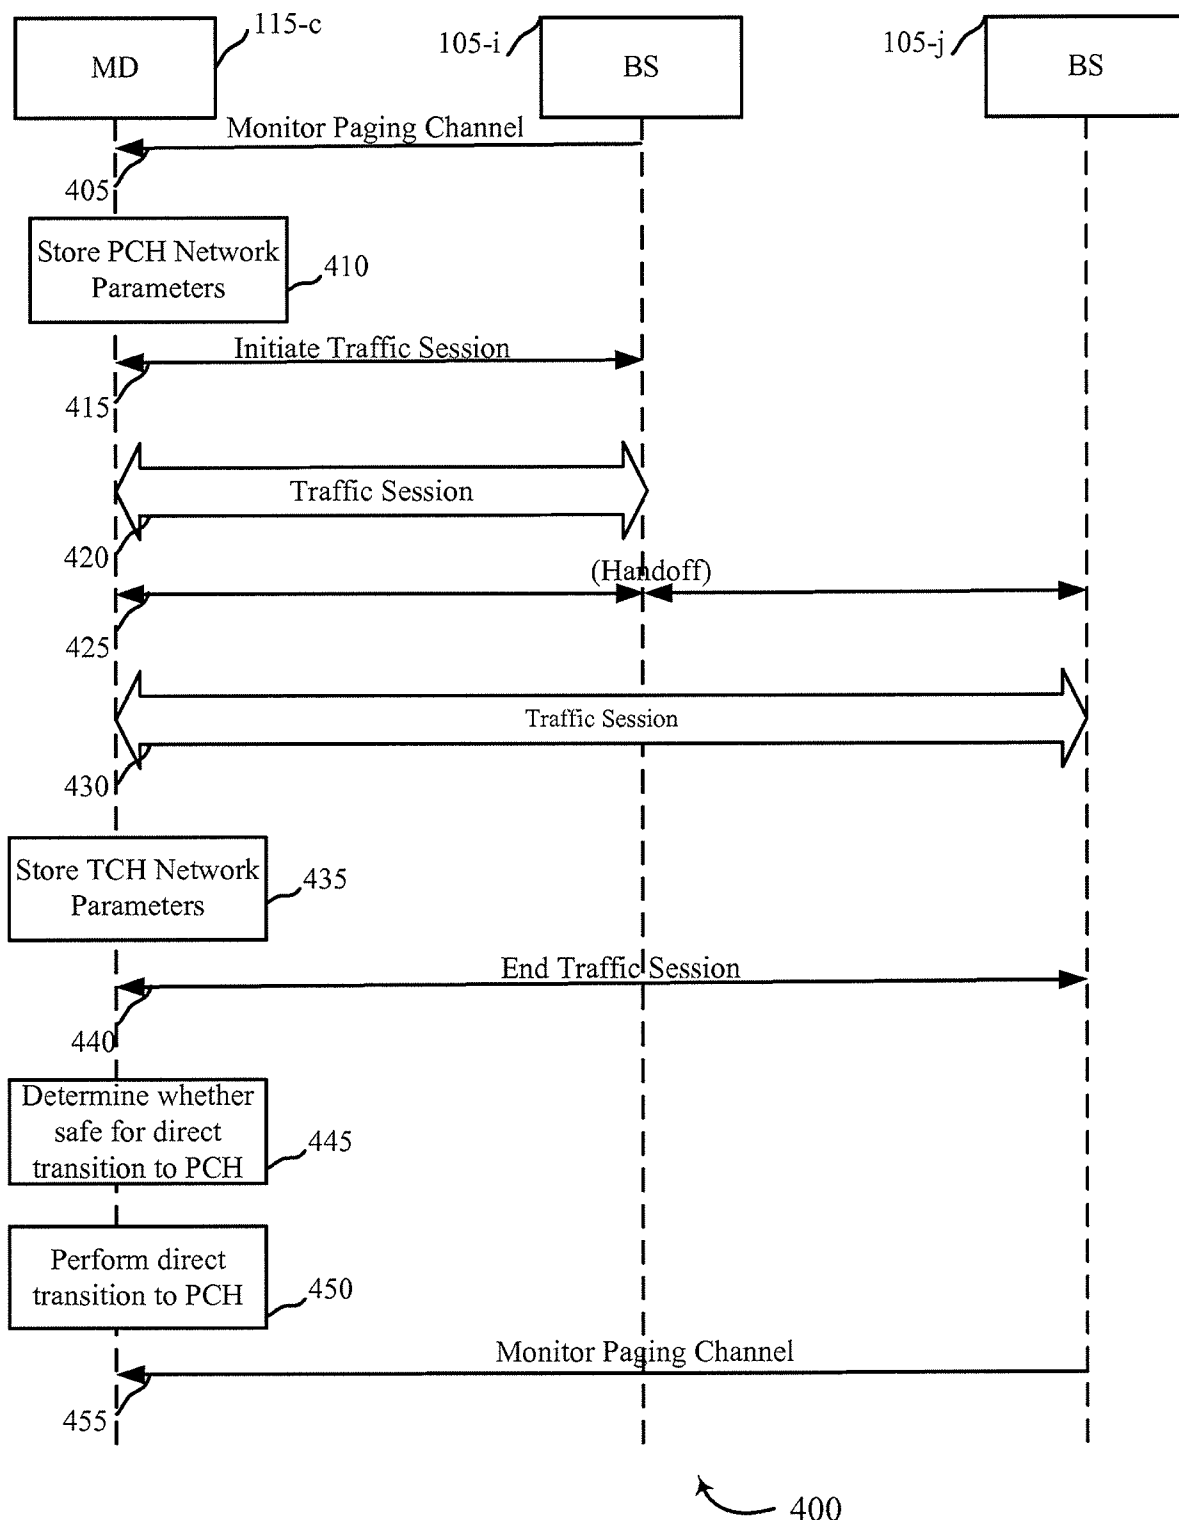 115-c
105-i
105-j
MD
BS
BS
Monitor Paging Channel
405
Store PCH Network
Parameters
410
Initiate Traffic Session
415
Traffic Session
420
(Handoff)
425
Traffic Session
430
Store TCH Network
Parameters
435
End Traffic Session
440
Determine whether
safe for direct
transition to PCH
445
Perform direct
transition to PCH
450
Monitor Paging Channel
455
400